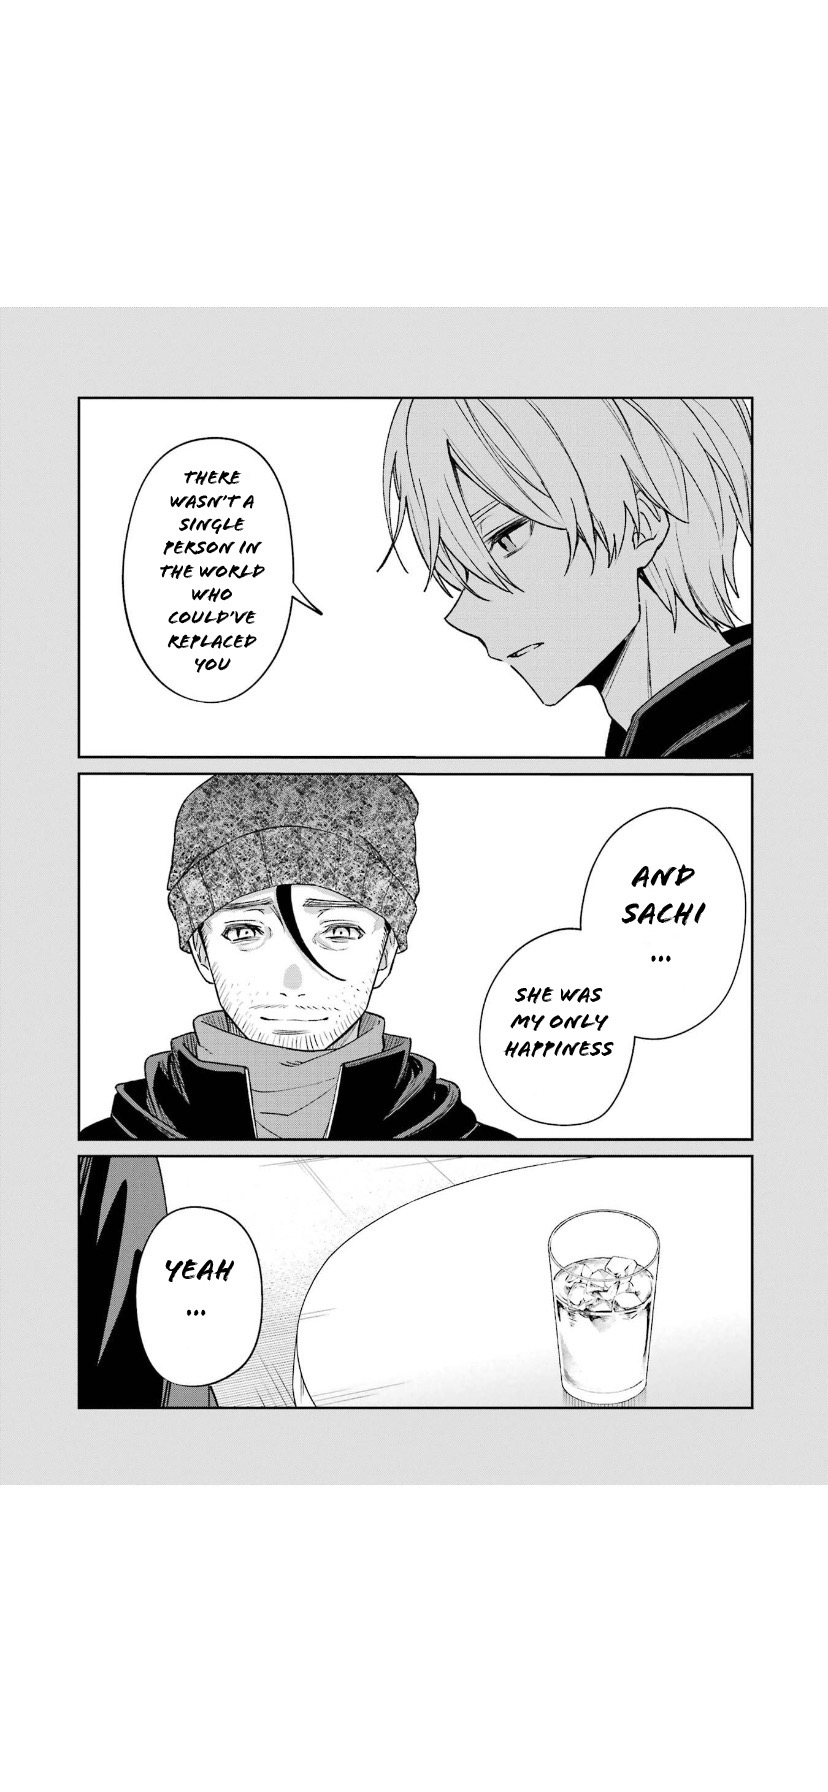 THERE
WASN'T A
SINGLE
PERSON IN
THE WORLD
WHO
COULD'VE
REPLACED
YOU
AND
SACHI
...
SHE WAS
MY ONLY
HAPPINESS
YEAH
...